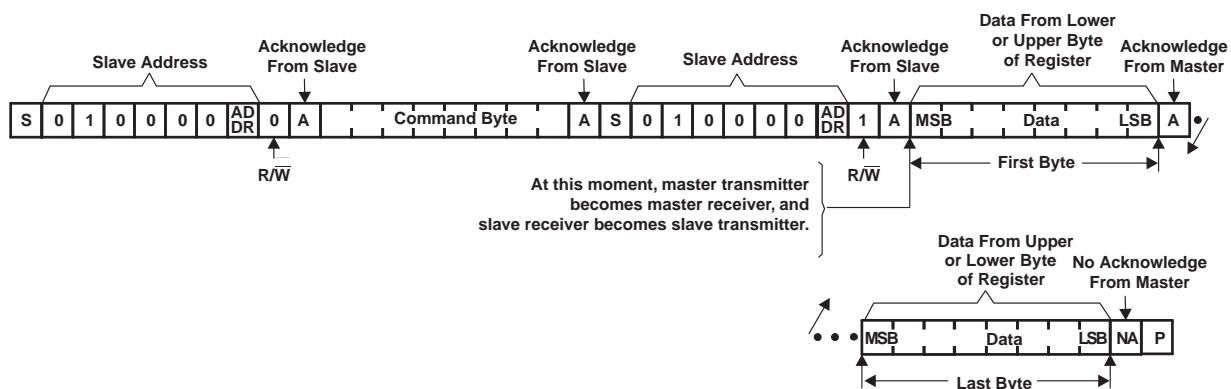 Data From Lower
or Upper Byte
of Register
Slave Address
Acknowledge
From Slave
Acknowledge
From Slave
Slave Address
Acknowledge
From Slave
Acknowledge
From Master
S 0 1 0 0 0 0 AD DR 0 A Command Byte A S 0 1 0 0 0 0 AD DR 1 A MSB Data LSB A
R/W̅
R/W̅
First Byte
At this moment, master transmitter
becomes master receiver, and
slave receiver becomes slave transmitter.
Data From Upper
or Lower Byte
of Register
No Acknowledge
From Master
MSB Data LSB NA P
Last Byte